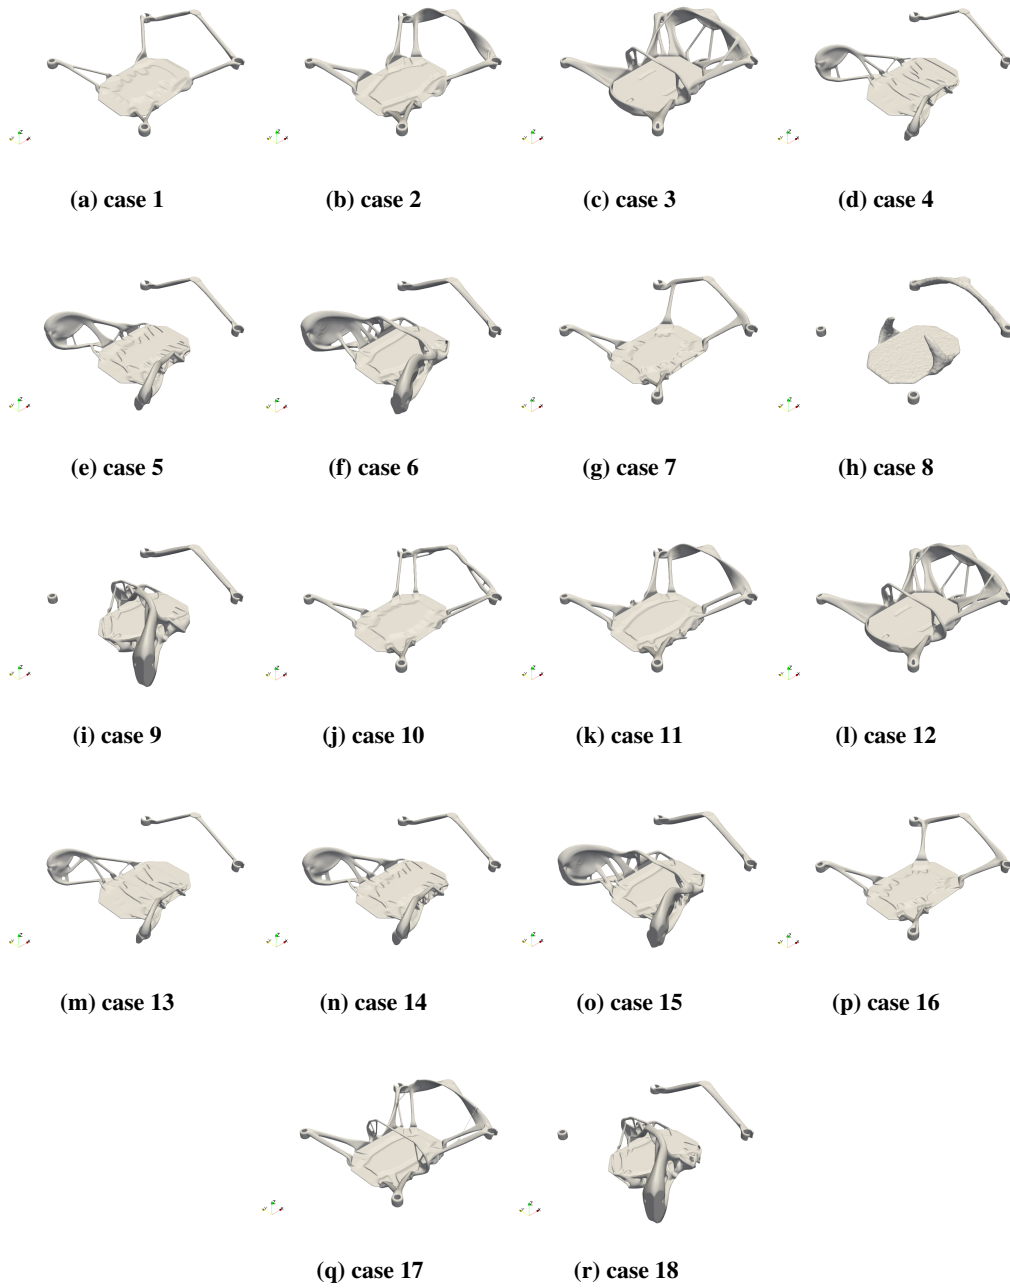 (a) case 1 (b) case 2 (c) case 3 (d) case 4
(e) case 5 (f) case 6 (g) case 7 (h) case 8
(i) case 9 (j) case 10 (k) case 11 (l) case 12
(m) case 13 (n) case 14 (o) case 15 (p) case 16
(q) case 17 (r) case 18